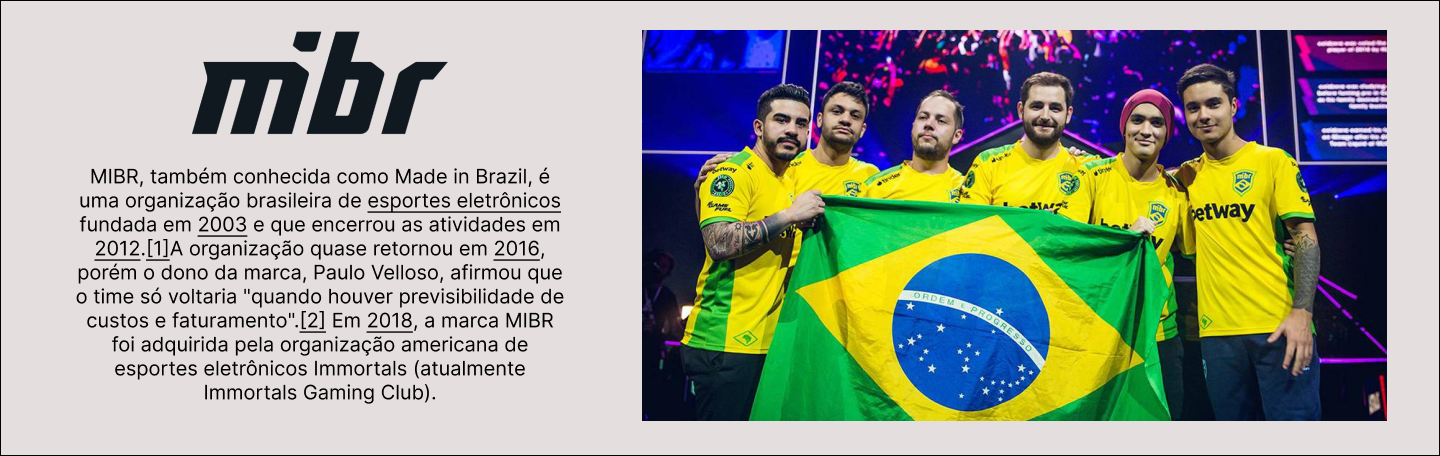 mibr
MIBR, também conhecida como Made in Brazil, é
uma organização brasileira de esportes eletrônicos
fundada em 2003 e que encerrou as atividades em
2012.[1]A organização quase retornou em 2016,
porém o dono da marca, Paulo Velloso, afirmou que
o time só voltaria "quando houver previsibilidade de
custos e faturamento".[2] Em 2018, a marca MIBR
foi adquirida pela organização americana de
esportes eletrônicos Immortals (atualmente
Immortals Gaming Club).
betway
GAME FUEL
betway
betway
ORDEM E PROGRESSO